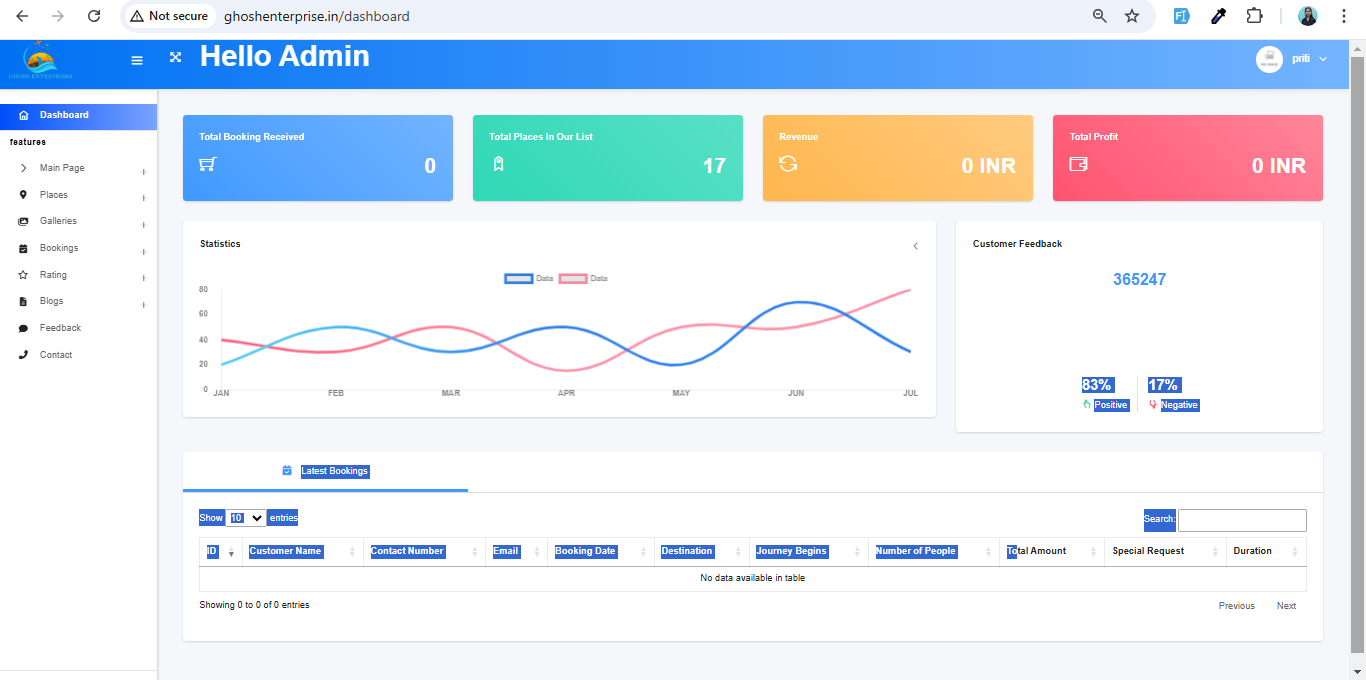 Not secure ghoshenterprise.in/dashboard
GHOSH ENTERPRISES
Hello Admin
priti
Dashboard
features
Main Page
Places
Galleries
Bookings
Rating
Blogs
Feedback
Contact
Total Booking Received
0
Total Places In Our List
17
Revenue
0 INR
Total Profit
0 INR
Statistics
Data Data
80
60
40
20
0
JAN FEB MAR APR MAY JUN JUL
Customer Feedback
365247
83% 17%
Positive Negative
Latest Bookings
Show 10 entries Search:
ID Customer Name Contact Number Email Booking Date Destination Journey Begins Number of People Total Amount Special Request Duration
No data available in table
Showing 0 to 0 of 0 entries Previous Next